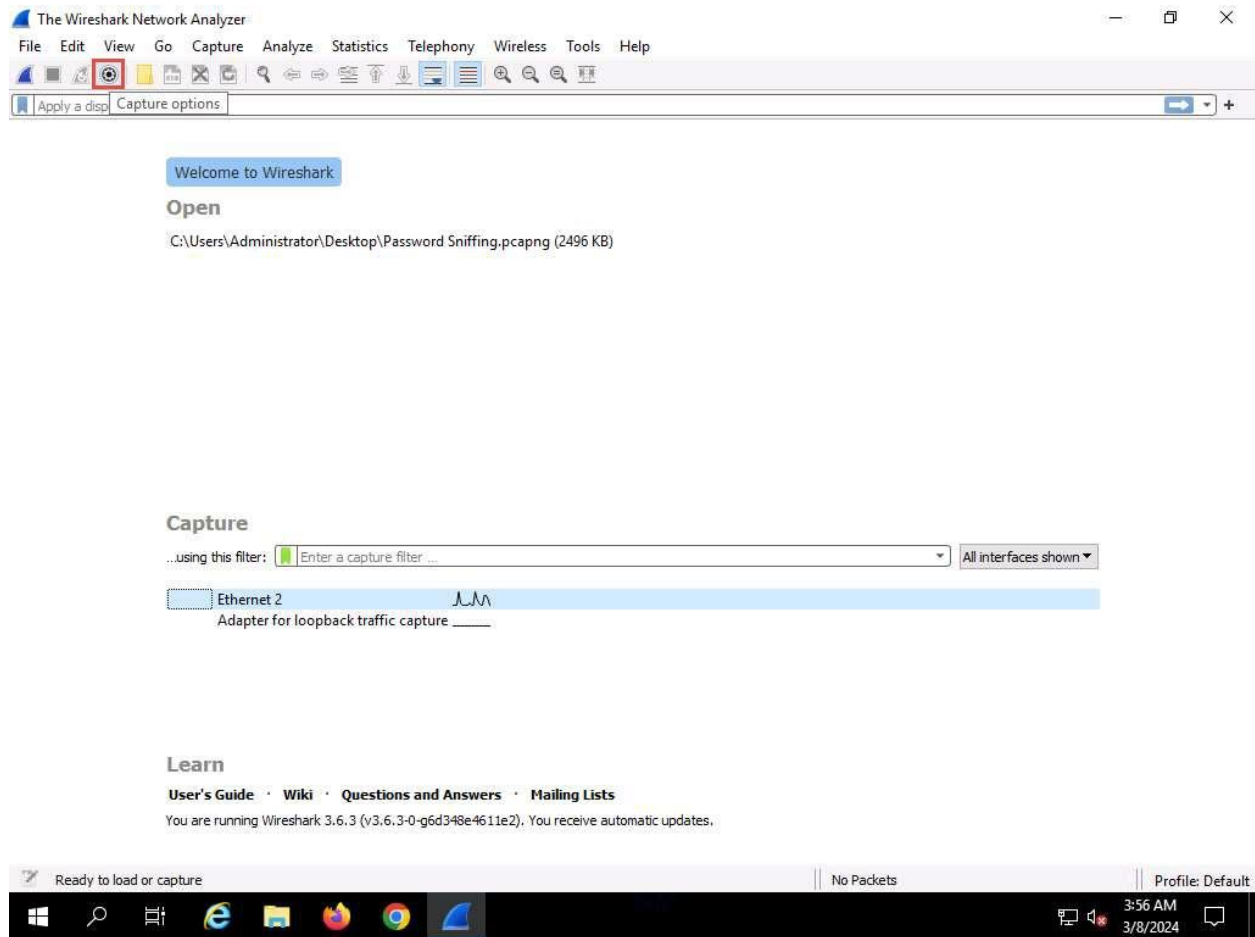 The Wireshark Network Analyzer
File Edit View Go Capture Analyze Statistics Telephony Wireless Tools Help
Apply a disp Capture options
Welcome to Wireshark
Open
C:\Users\Administrator\Desktop\Password Sniffing.pcapng (2496 KB)
Capture
...using this filter: Enter a capture filter ... All interfaces shown
Ethernet 2
Adapter for loopback traffic capture
Learn
User's Guide · Wiki · Questions and Answers · Mailing Lists
You are running Wireshark 3.6.3 (v3.6.3-0-g6d348e4611e2). You receive automatic updates.
Ready to load or capture No Packets Profile: Default
3:56 AM
3/8/2024